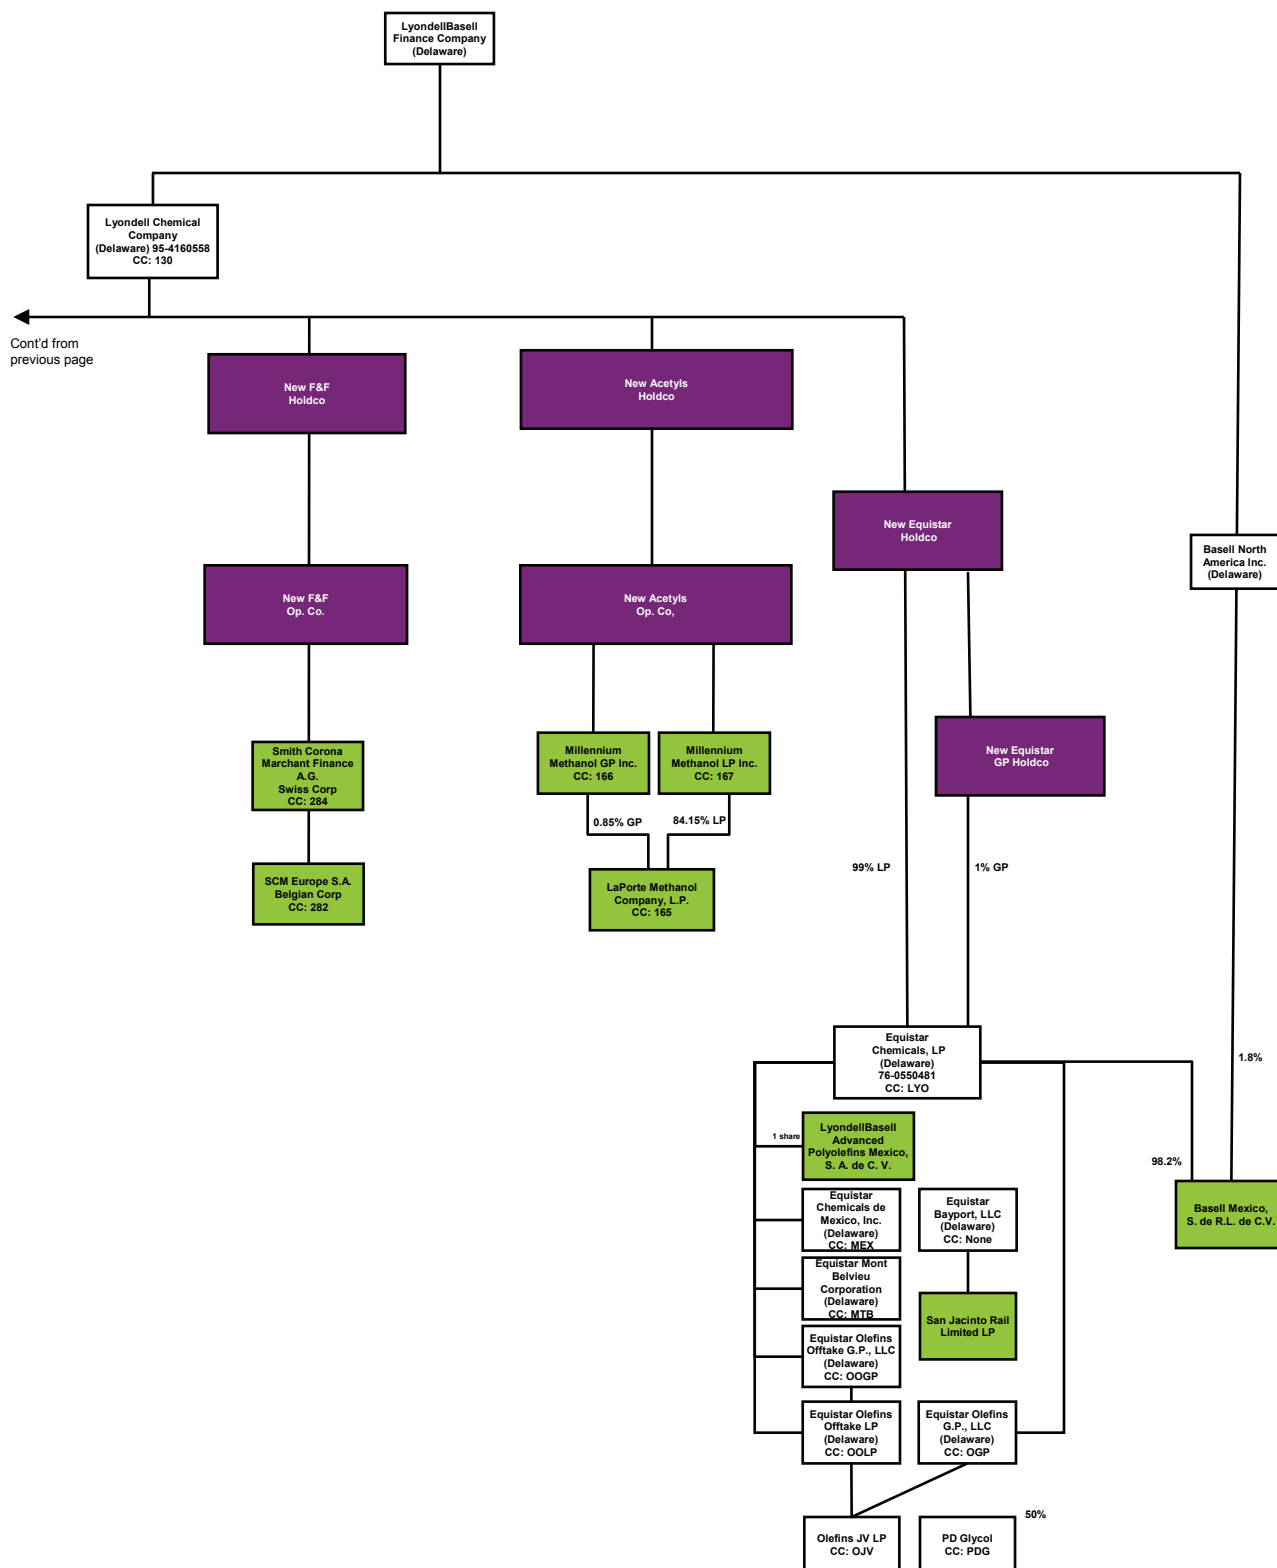 LyondellBasell
Finance Company
(Delaware)
Lyondell Chemical
Company
(Delaware) 95-4160558
CC: 130
Cont'd from
previous page
New F&F
Holdco
New Acetyls
Holdco
New Equistar
Holdco
Basell North
America Inc.
(Delaware)
New F&F
Op. Co.
New Acetyls
Op. Co,
New Equistar
GP Holdco
Smith Corona
Marchant Finance
A.G.
Swiss Corp
CC: 284
Millennium
Methanol GP Inc.
CC: 166
Millennium
Methanol LP Inc.
CC: 167
0.85% GP
84.15% LP
SCM Europe S.A.
Belgian Corp
CC: 282
LaPorte Methanol
Company, L.P.
CC: 165
99% LP
1% GP
Equistar
Chemicals, LP
(Delaware)
76-0550481
CC: LYO
1.8%
1 share
LyondellBasell
Advanced
Polyolefins Mexico,
S. A. de C. V.
98.2%
Equistar
Chemicals de
Mexico, Inc.
(Delaware)
CC: MEX
Equistar
Bayport, LLC
(Delaware)
CC: None
Basell Mexico,
S. de R.L. de C.V.
Equistar Mont
Belvieu
Corporation
(Delaware)
CC: MTB
San Jacinto Rail
Limited LP
Equistar Olefins
Offtake G.P., LLC
(Delaware)
CC: OOGP
Equistar Olefins
Offtake LP
(Delaware)
CC: OOLP
Equistar Olefins
G.P., LLC
(Delaware)
CC: OGP
50%
Olefins JV LP
CC: OJV
PD Glycol
CC: PDG